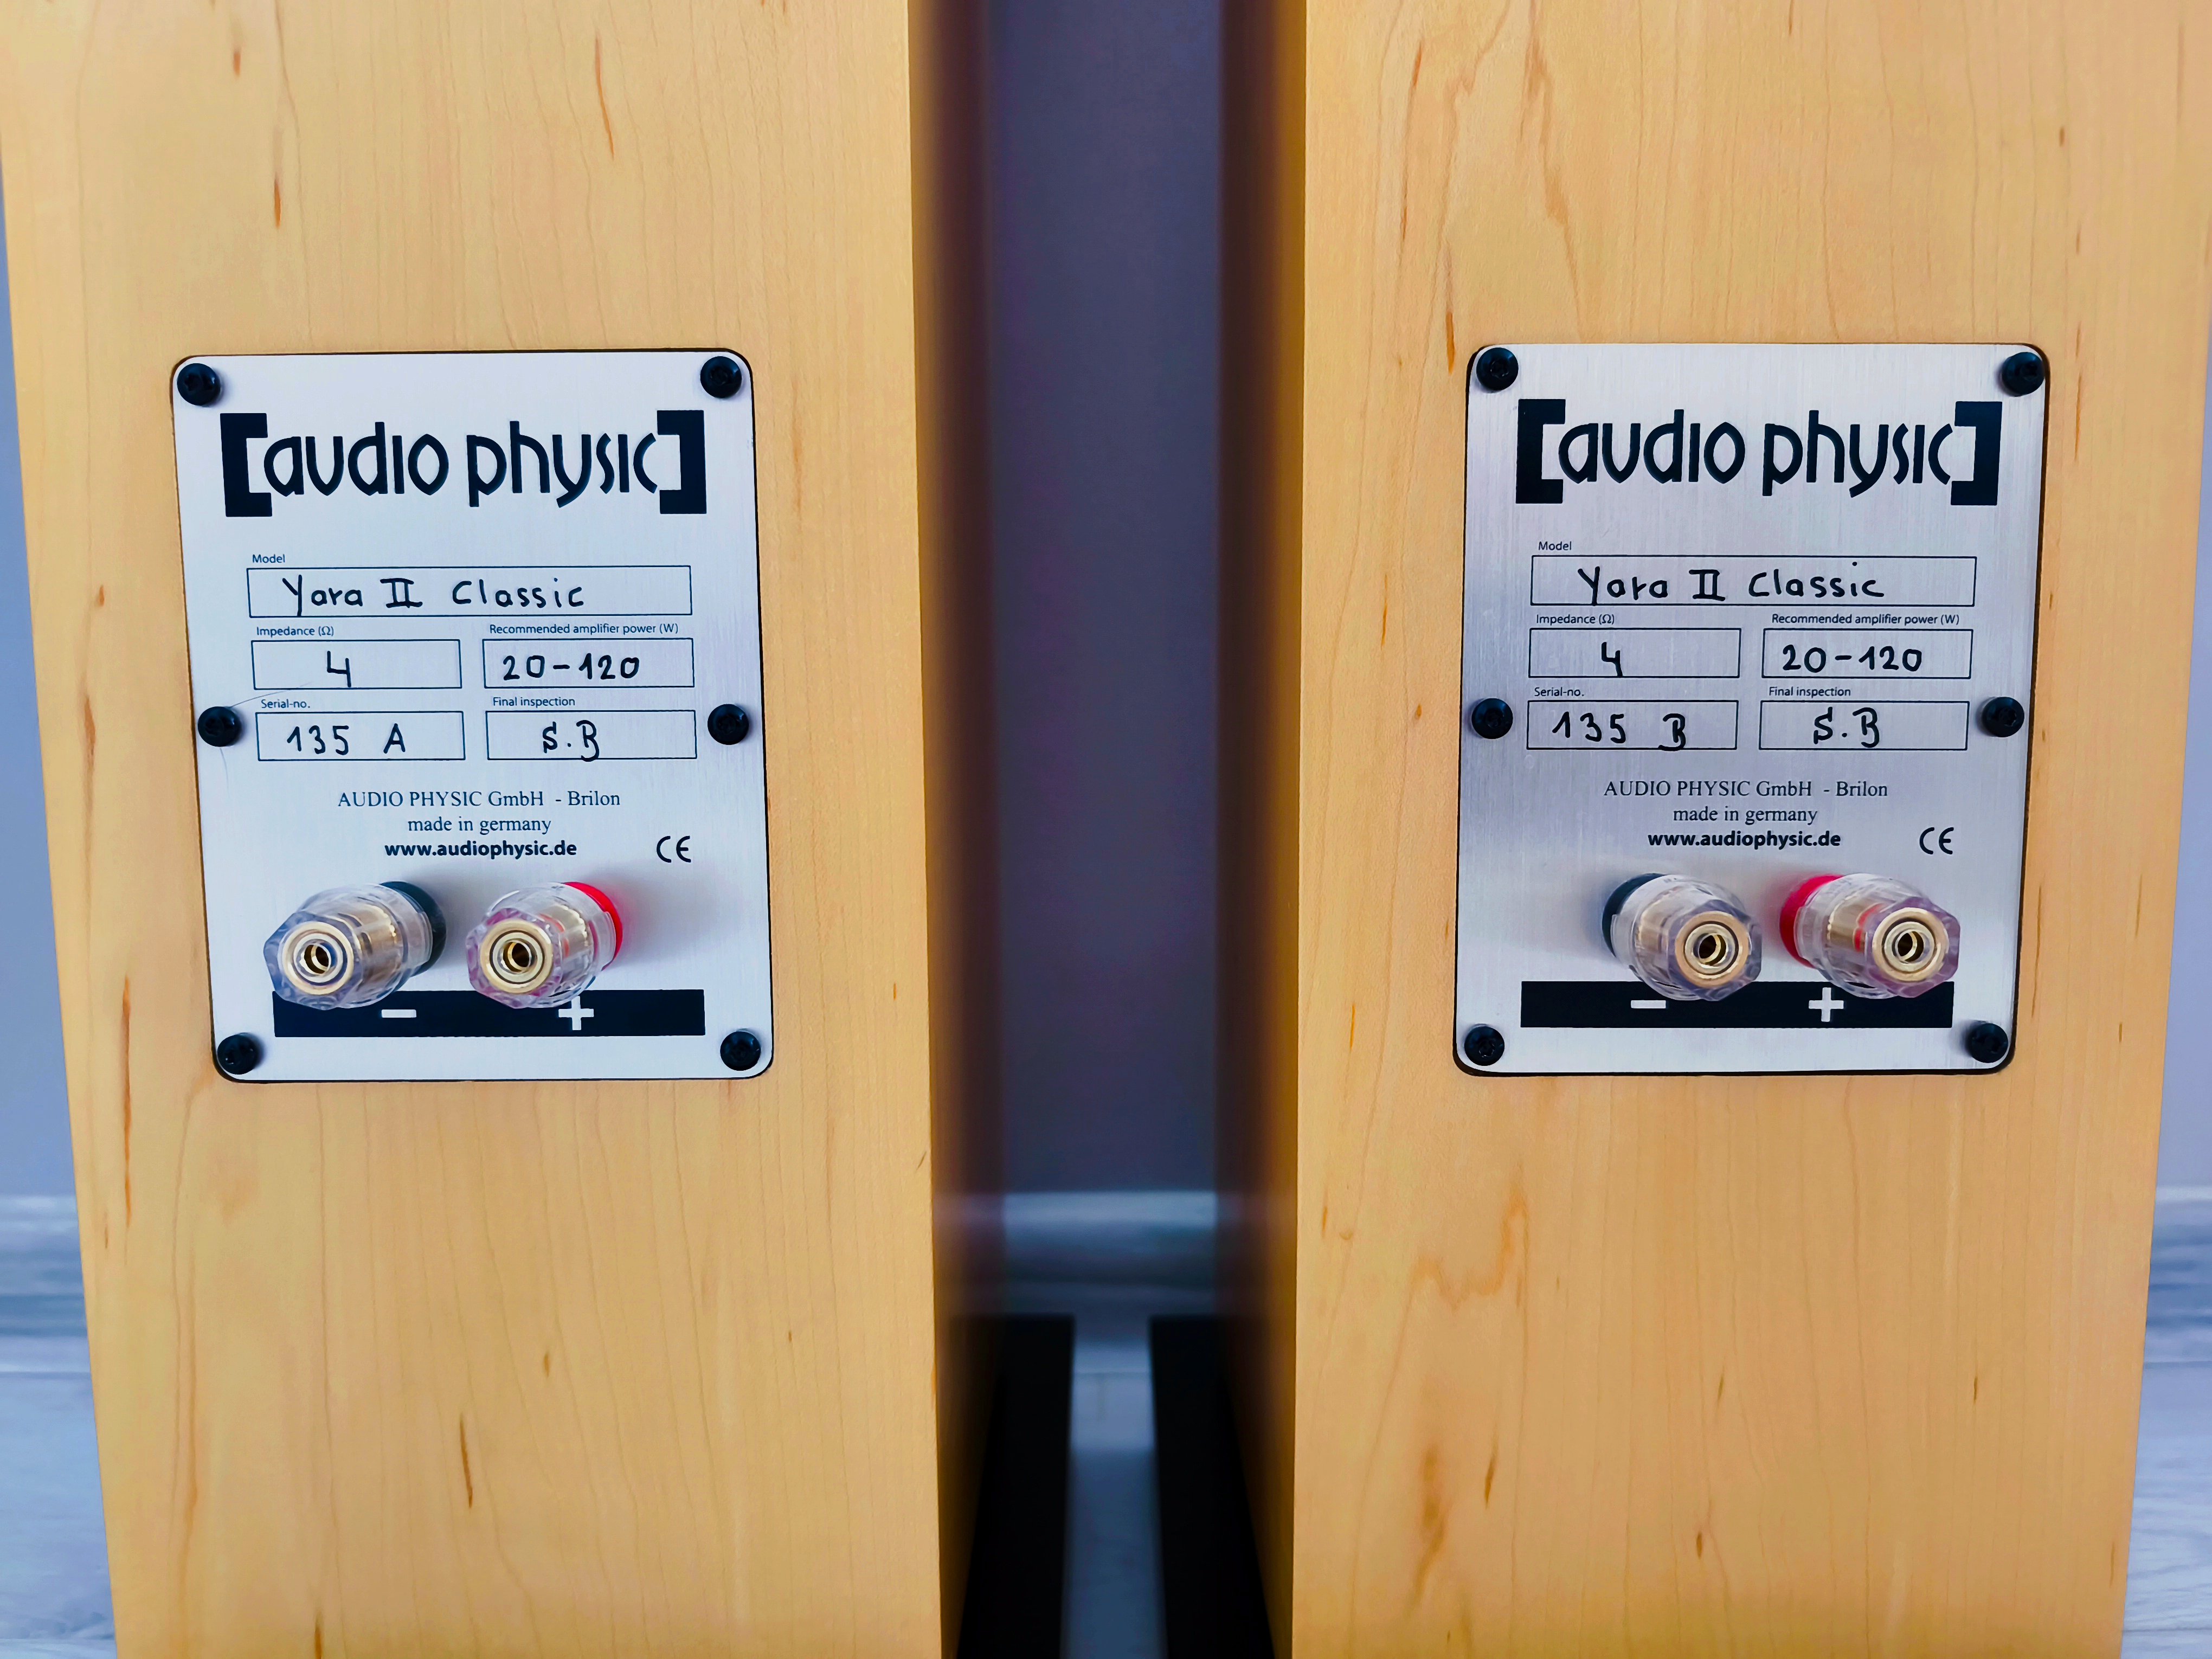 [audio physic]
Model
Yara II Classic
Impedance (Ω) Recommended amplifier power (W)
4 20-120
Serial-no. Final inspection
135 A S.B
AUDIO PHYSIC GmbH - Brilon
made in germany
www.audiophysic.de CE
- +
[audio physic]
Model
Yara II Classic
Impedance (Ω) Recommended amplifier power (W)
4 20-120
Serial-no. Final inspection
135 B S.B
AUDIO PHYSIC GmbH - Brilon
made in germany
www.audiophysic.de CE
- +